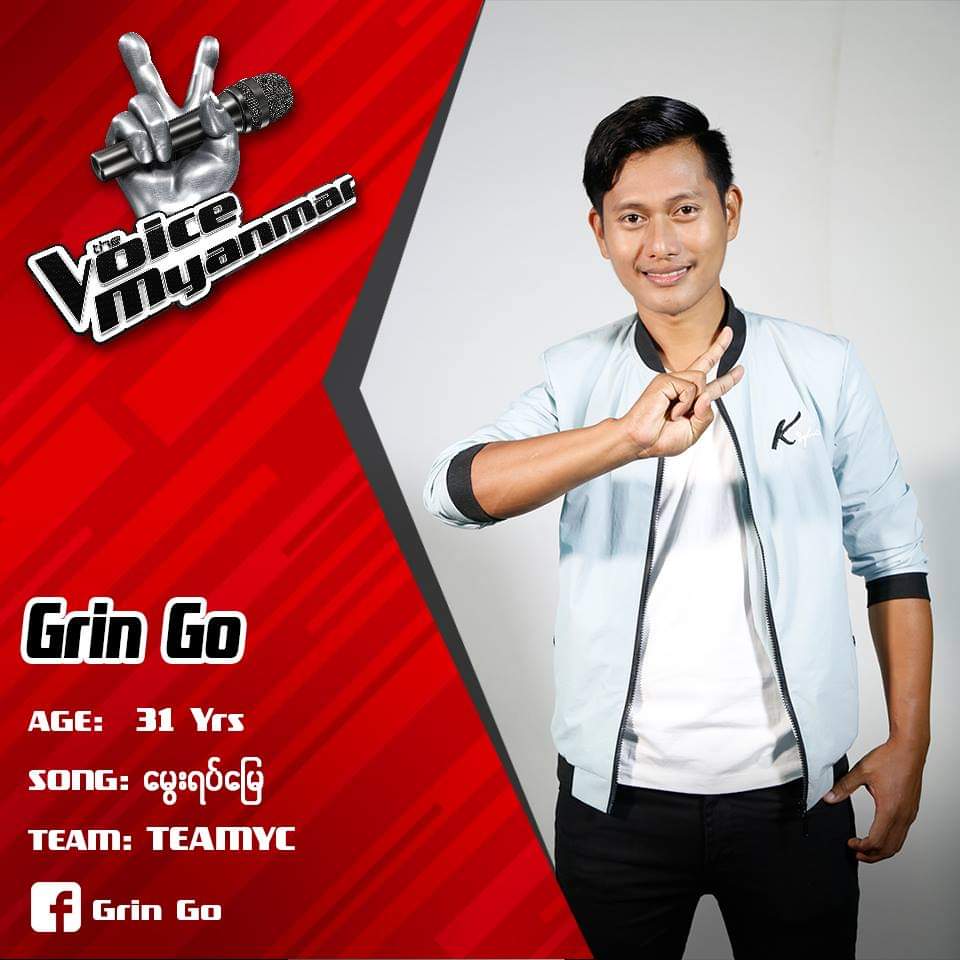 the Voice
Myanmar
K
Grin Go
AGE: 31 Yrs
SONG: မွေးရပ်မြေ
TEAM: TEAMYC
f Grin Go